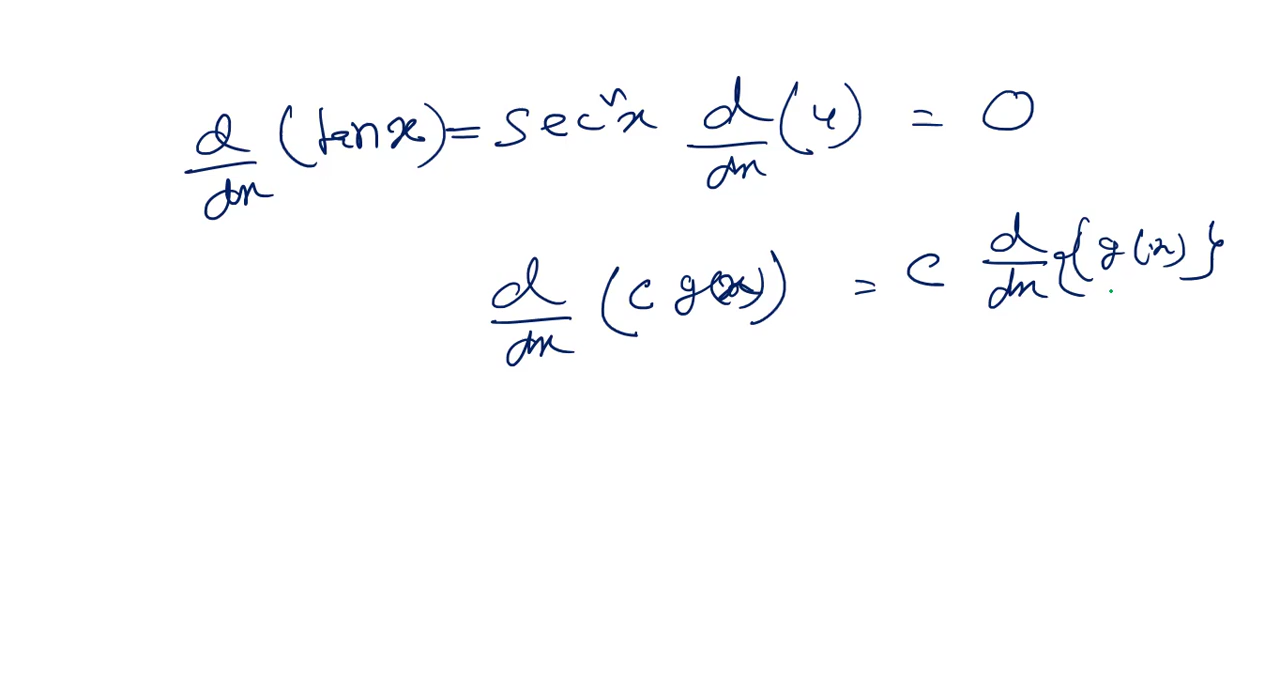 d/dx (tan x) = sec²x d/dx (4) = 0
d/dx (c g(x)) = c d/dx {g(x)}